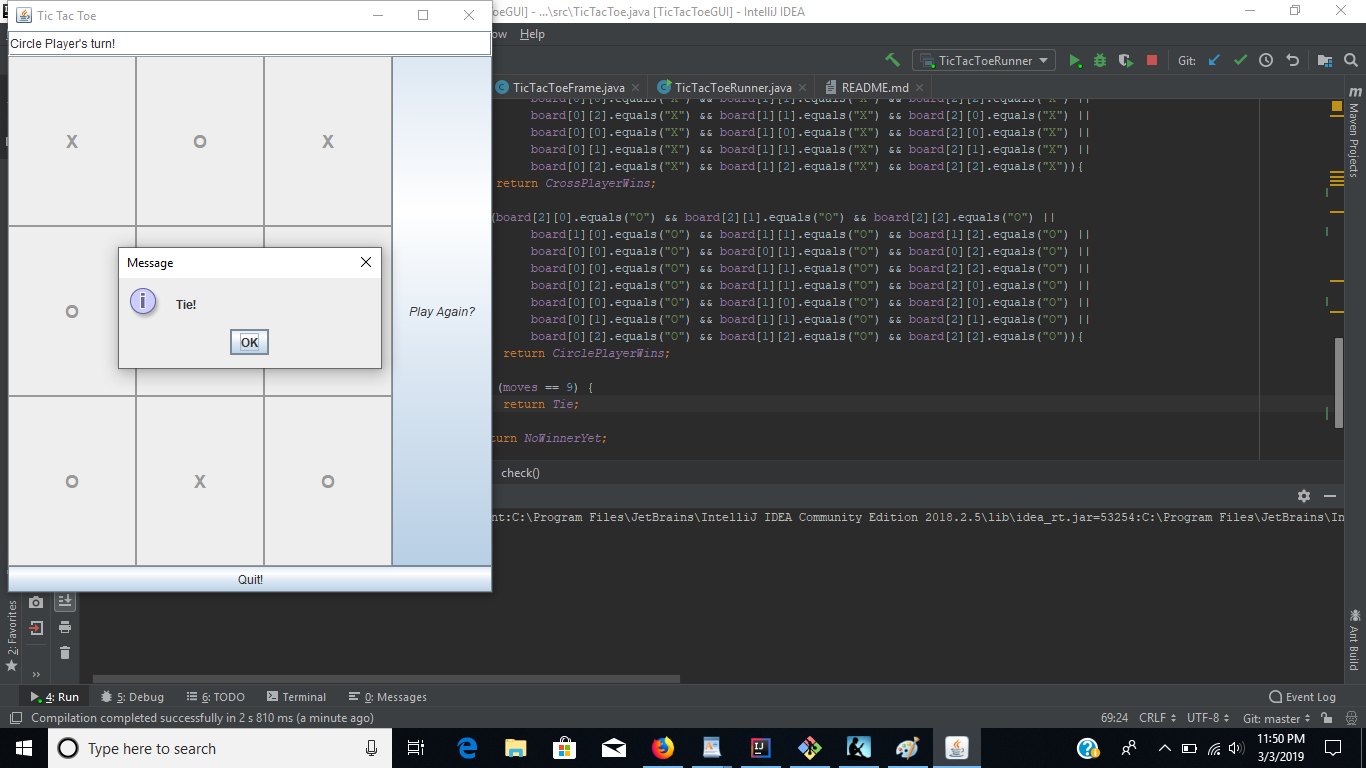 Tic Tac Toe
oeGUI] - ...\src\TicTacToe.java [TicTacToeGUI] - IntelliJ IDEA
Circle Player's turn!
ow Help
TicTacToeRunner
Git:
TicTacToeFrame.java
TicTacToeRunner.java
README.md
X O X
O
O X O
Message
Tie!
OK
Play Again?
Quit!
board[0][0].equals("X") && board[1][1].equals("X") && board[2][2].equals("X") ||
board[0][2].equals("X") && board[1][1].equals("X") && board[2][0].equals("X") ||
board[0][0].equals("X") && board[1][0].equals("X") && board[2][0].equals("X") ||
board[0][1].equals("X") && board[1][1].equals("X") && board[2][1].equals("X") ||
board[0][2].equals("X") && board[1][2].equals("X") && board[2][2].equals("X")){
return CrossPlayerWins;
(board[2][0].equals("O") && board[2][1].equals("O") && board[2][2].equals("O") ||
board[1][0].equals("O") && board[1][1].equals("O") && board[1][2].equals("O") ||
board[0][0].equals("O") && board[0][1].equals("O") && board[0][2].equals("O") ||
board[0][0].equals("O") && board[1][1].equals("O") && board[2][2].equals("O") ||
board[0][2].equals("O") && board[1][1].equals("O") && board[2][0].equals("O") ||
board[0][0].equals("O") && board[1][0].equals("O") && board[2][0].equals("O") ||
board[0][1].equals("O") && board[1][1].equals("O") && board[2][1].equals("O") ||
board[0][2].equals("O") && board[1][2].equals("O") && board[2][2].equals("O")){
return CirclePlayerWins;
(moves == 9) {
return Tie;
turn NoWinnerYet;
check()
nt:C:\Program Files\JetBrains\IntelliJ IDEA Community Edition 2018.2.5\lib\idea_rt.jar=53254:C:\Program Files\JetBrains\In
m Maven Projects
Ant Build
2: Favorites
4: Run
5: Debug
6: TODO
Terminal
0: Messages
Event Log
Compilation completed successfully in 2 s 810 ms (a minute ago)
69:24 CRLF UTF-8 Git: master
Type here to search
11:50 PM
3/3/2019